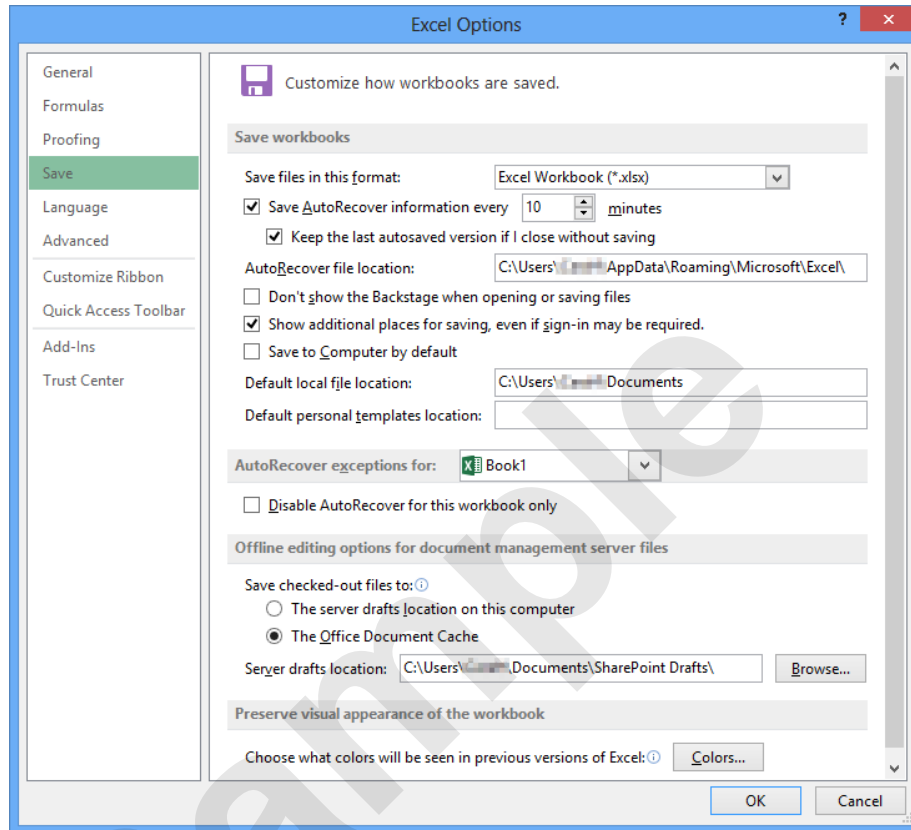 Excel Options
?
General
Formulas
Proofing
Save
Language
Advanced
Customize Ribbon
Quick Access Toolbar
Add-Ins
Trust Center
Customize how workbooks are saved.
Save workbooks
Save files in this format: Excel Workbook (*.xlsx)
Save AutoRecover information every 10 minutes
Keep the last autosaved version if I close without saving
AutoRecover file location: C:\Users\ AppData\Roaming\Microsoft\Excel\
Don't show the Backstage when opening or saving files
Show additional places for saving, even if sign-in may be required.
Save to Computer by default
Default local file location: C:\Users\ Documents
Default personal templates location:
AutoRecover exceptions for: Book1
Disable AutoRecover for this workbook only
Offline editing options for document management server files
Save checked-out files to:
The server drafts location on this computer
The Office Document Cache
Server drafts location: C:\Users\ \Documents\SharePoint Drafts\ Browse...
Preserve visual appearance of the workbook
Choose what colors will be seen in previous versions of Excel: Colors...
OK Cancel
Sample